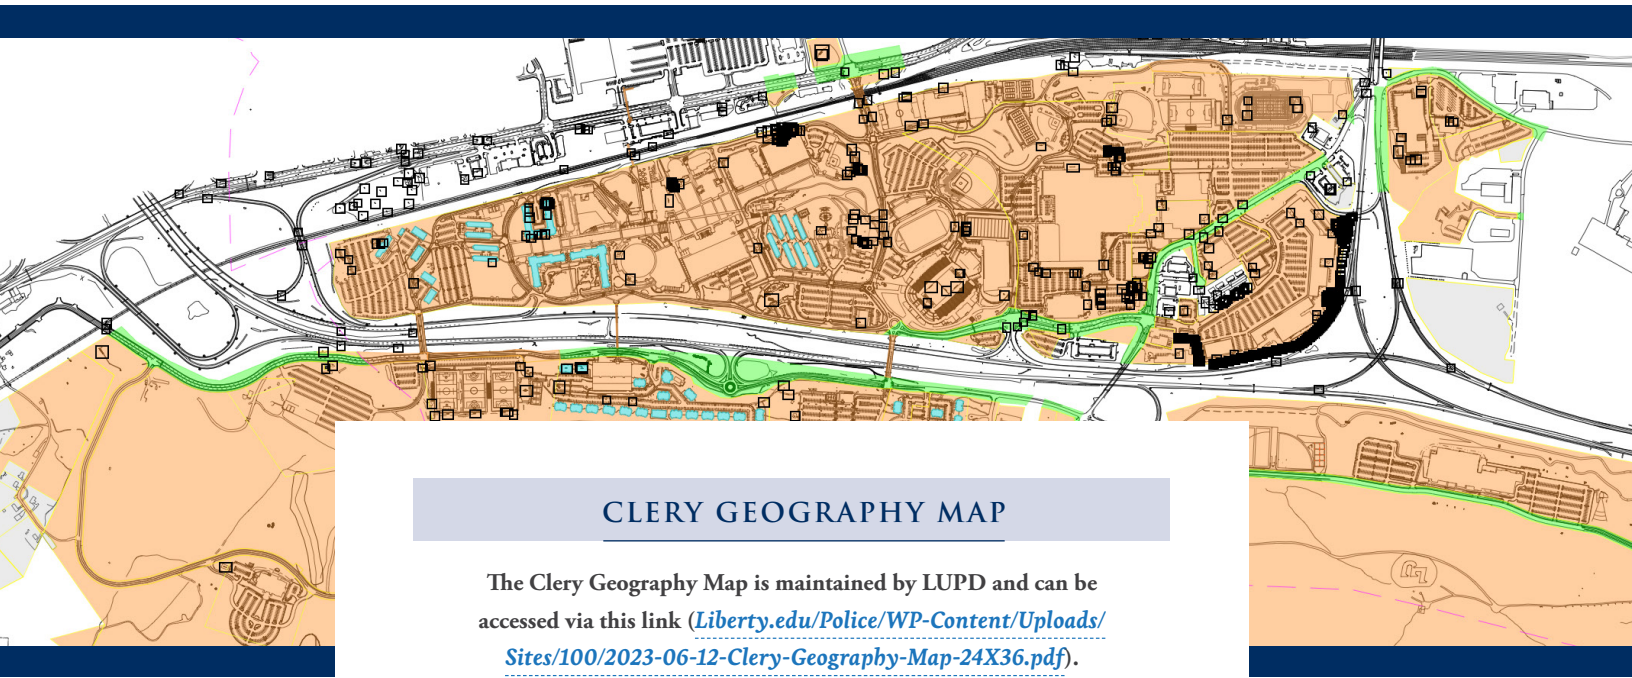 CLERY GEOGRAPHY MAP
The Clery Geography Map is maintained by LUPD and can be
accessed via this link (Liberty.edu/Police/WP-Content/Uploads/
Sites/100/2023-06-12-Clery-Geography-Map-24X36.pdf).